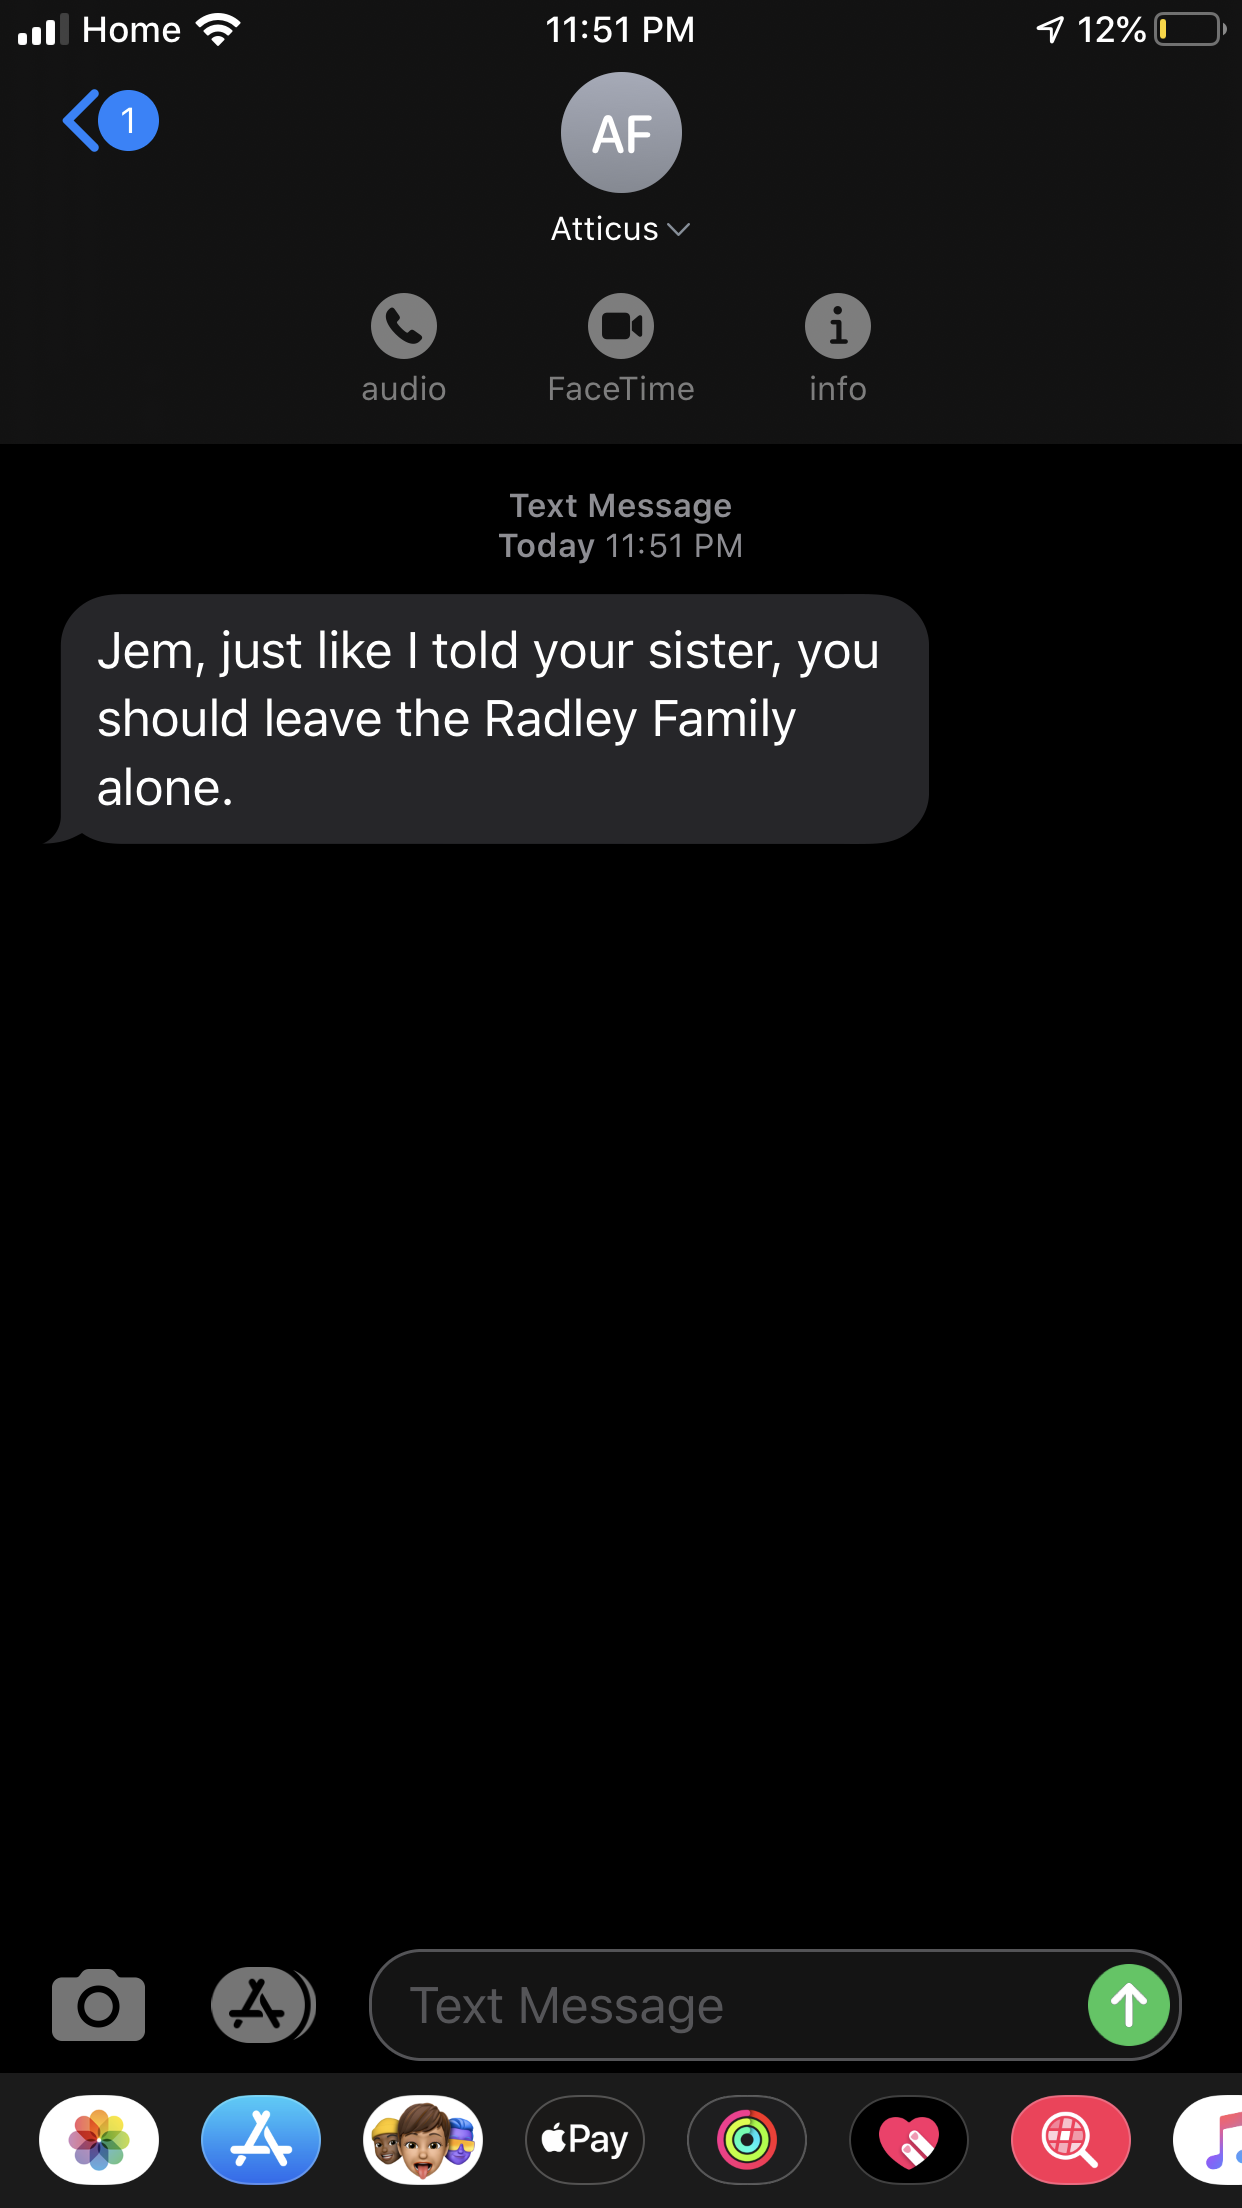 Home 11:51 PM 12%
1
AF
Atticus
audio FaceTime info
Text Message
Today 11:51 PM
Jem, just like I told your sister, you
should leave the Radley Family
alone.
Text Message
Pay